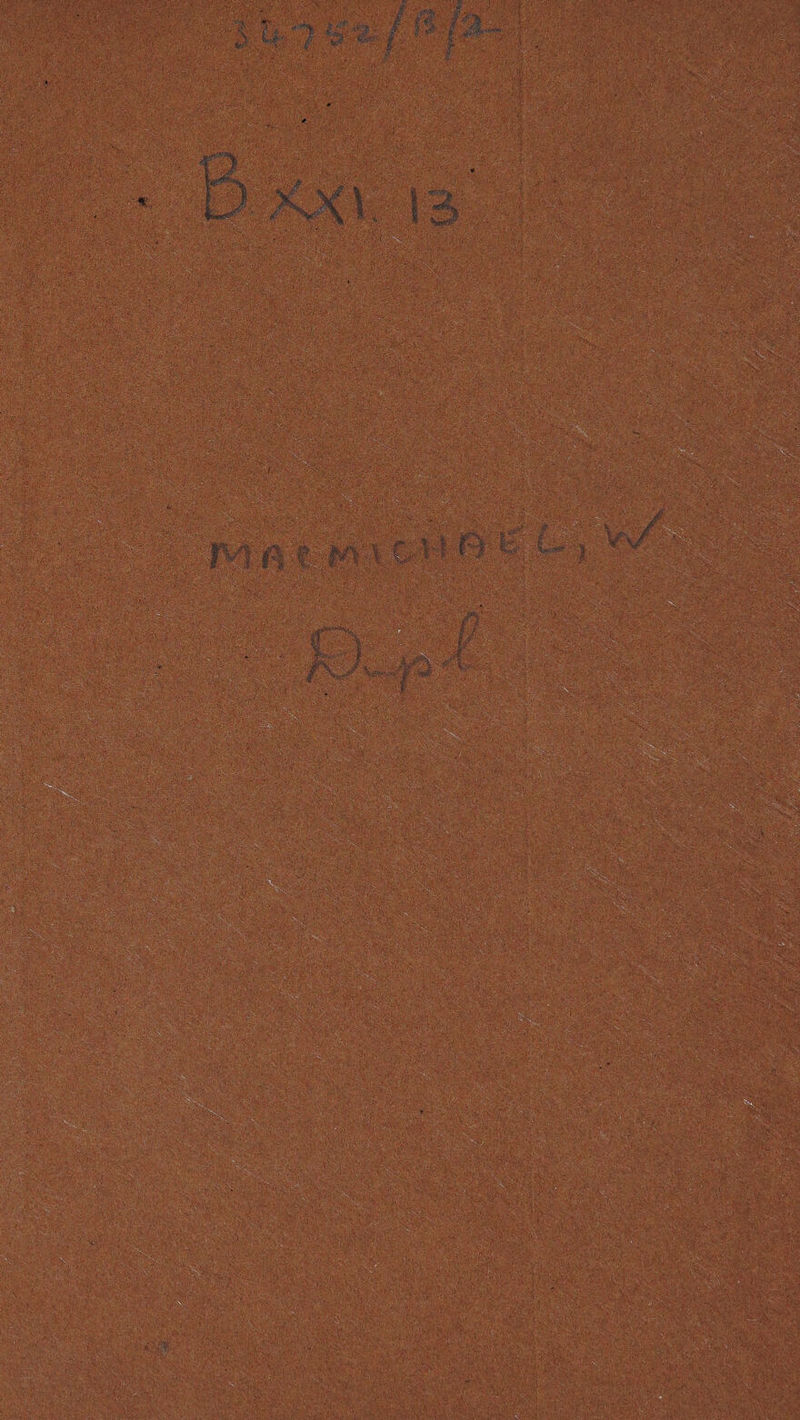 34752/B/2
B XXI. 13
MACMICHAEL, W
Dupl